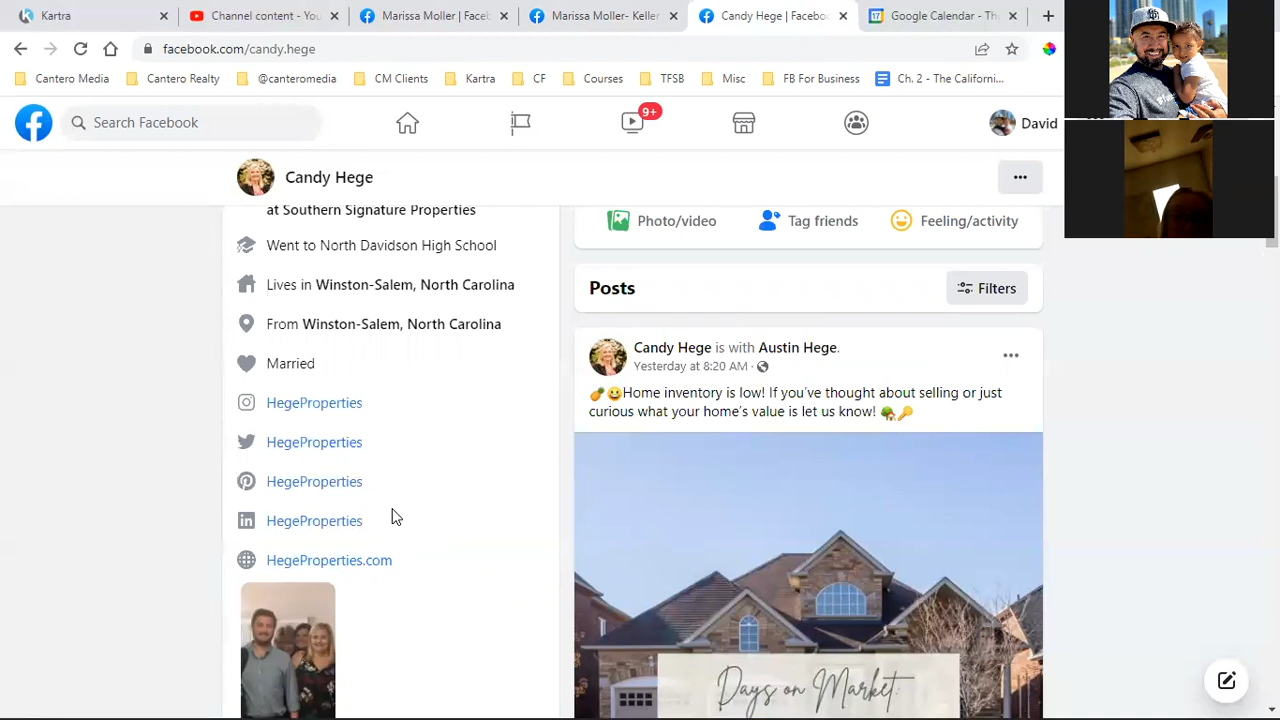 Kartra
Channel content - You
Marissa Moller| Faceb
Marissa Moller- Keller
Candy Hege | Faceboo
Google Calendar - Th
facebook.com/candy.hege
Cantero Media
Cantero Realty
@canteromedia
CM Clients
Kartra
CF
Courses
TFSB
Misc
FB For Business
Ch. 2 - The Californi...
Search Facebook
9+
David
Candy Hege
at Southern Signature Properties
Went to North Davidson High School
Lives in Winston-Salem, North Carolina
From Winston-Salem, North Carolina
Married
HegeProperties
HegeProperties
HegeProperties
HegeProperties
HegeProperties.com
Photo/video
Tag friends
Feeling/activity
Posts
Filters
Candy Hege is with Austin Hege.
Yesterday at 8:20 AM ·
🍍😃Home inventory is low! If you've thought about selling or just
curious what your home's value is let us know! 🏡🔑
Days on Market: